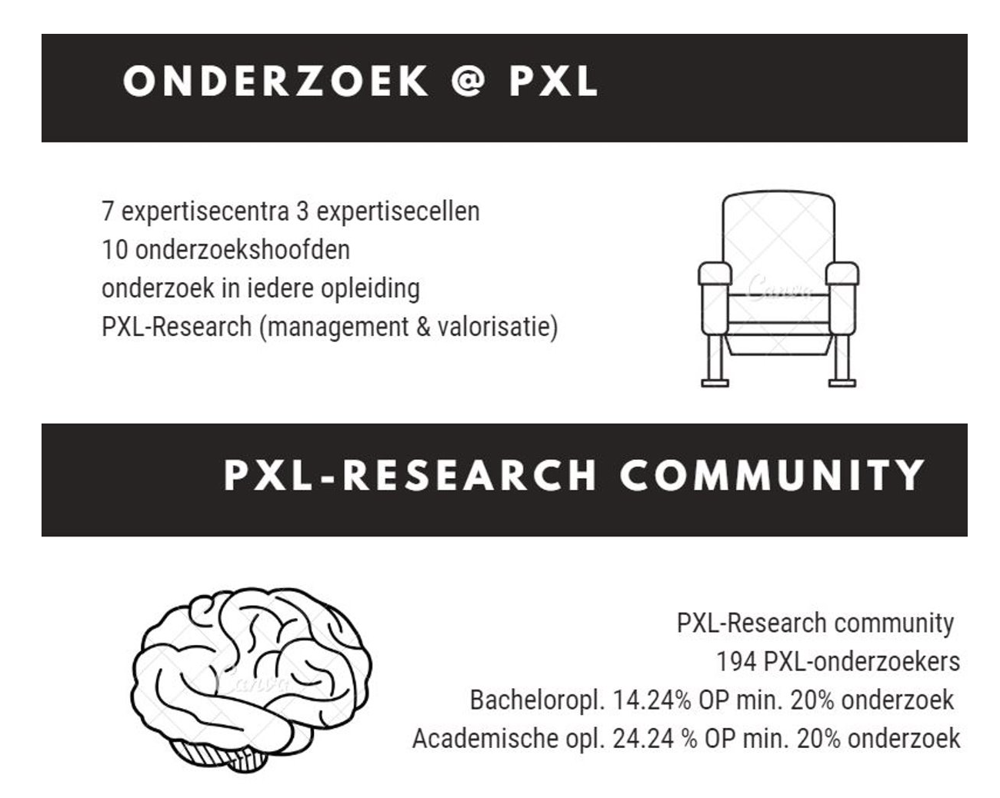 ONDERZOEK @ PXL
7 expertisecentra 3 expertisecellen
10 onderzoekshoofden
onderzoek in iedere opleiding
PXL-Research (management & valorisatie)
Canva
PXL-RESEARCH COMMUNITY
Canva
PXL-Research community
194 PXL-onderzoekers
Bacheloropl. 14.24% OP min. 20% onderzoek
Academische opl. 24.24 % OP min. 20% onderzoek